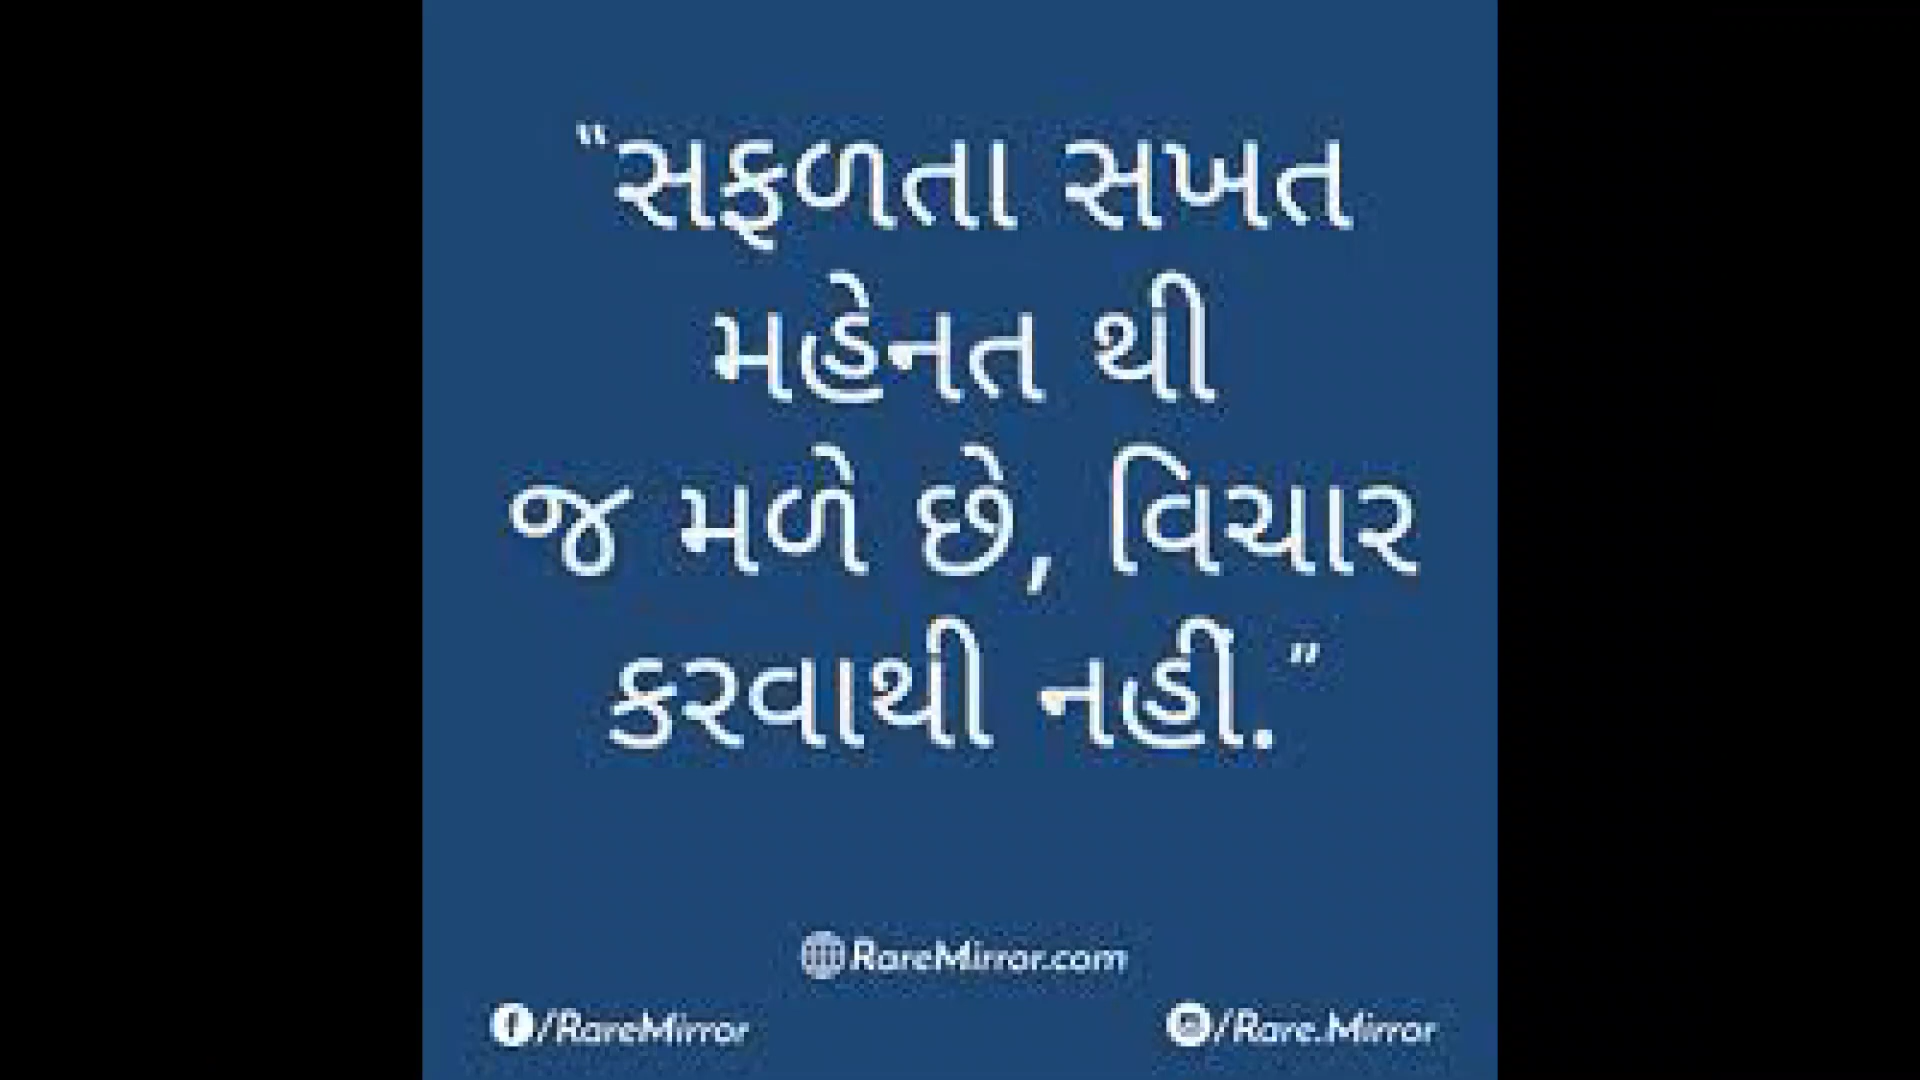 “સફળતા સખત
મહેનત થી
જ મળે છે, વિચાર
કરવાથી નહીં.”
RareMirror.com
/RareMirror
/Rare.Mirror